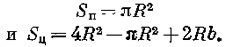 Sп = πR²
и Sц = 4R² − πR² + 2Rb.